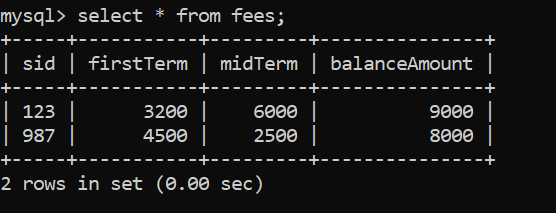 mysql> select * from fees;
+-----+-----------+---------+---------------+
| sid | firstTerm | midTerm | balanceAmount |
+-----+-----------+---------+---------------+
| 123 |      3200 |    6000 |          9000 |
| 987 |      4500 |    2500 |          8000 |
+-----+-----------+---------+---------------+
2 rows in set (0.00 sec)